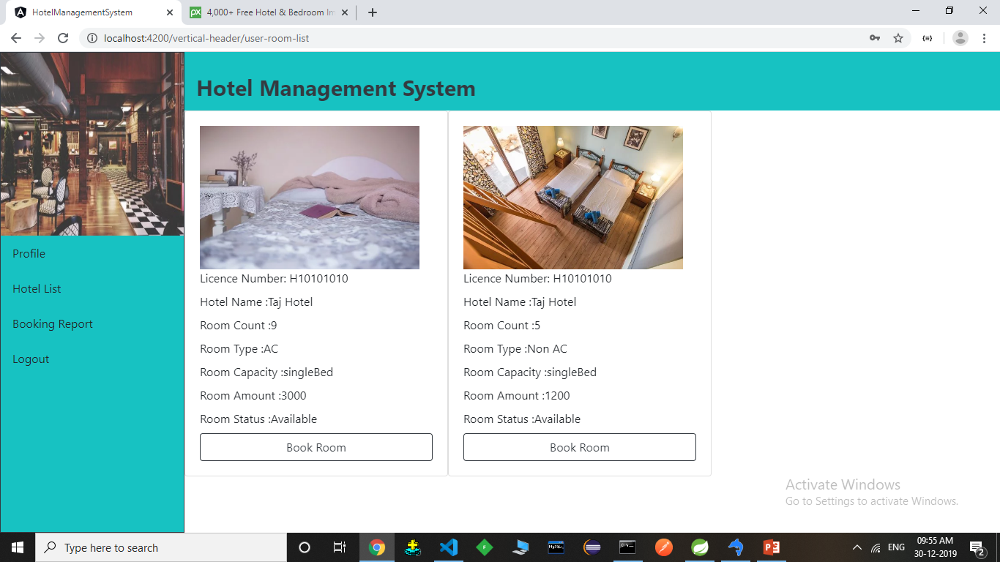 HotelManagementSystem
4,000+ Free Hotel & Bedroom Im
localhost:4200/vertical-header/user-room-list
Hotel Management System
Profile
Hotel List
Booking Report
Logout
Licence Number: H10101010
Hotel Name :Taj Hotel
Room Count :9
Room Type :AC
Room Capacity :singleBed
Room Amount :3000
Room Status :Available
Book Room
Licence Number: H10101010
Hotel Name :Taj Hotel
Room Count :5
Room Type :Non AC
Room Capacity :singleBed
Room Amount :1200
Room Status :Available
Book Room
Activate Windows
Go to Settings to activate Windows.
Type here to search
ENG
09:55 AM
30-12-2019
2